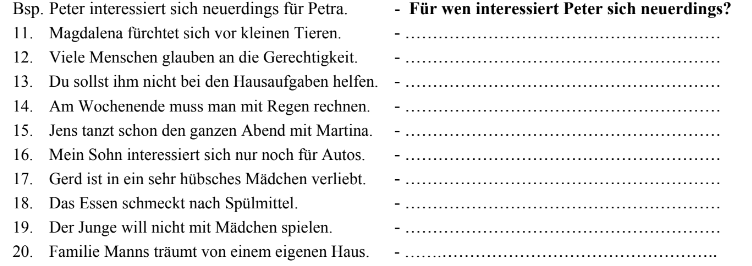 Bsp. Peter interessiert sich neuerdings für Petra. - Für wen interessiert Peter sich neuerdings?
11. Magdalena fürchtet sich vor kleinen Tieren. - ……………………………………………………
12. Viele Menschen glauben an die Gerechtigkeit. - ……………………………………………………
13. Du sollst ihm nicht bei den Hausaufgaben helfen. - ……………………………………………………
14. Am Wochenende muss man mit Regen rechnen. - ……………………………………………………
15. Jens tanzt schon den ganzen Abend mit Martina. - ……………………………………………………
16. Mein Sohn interessiert sich nur noch für Autos. - ……………………………………………………
17. Gerd ist in ein sehr hübsches Mädchen verliebt. - ……………………………………………………
18. Das Essen schmeckt nach Spülmittel. - ……………………………………………………
19. Der Junge will nicht mit Mädchen spielen. - ……………………………………………………
20. Familie Manns träumt von einem eigenen Haus. - ……………………………………………………..